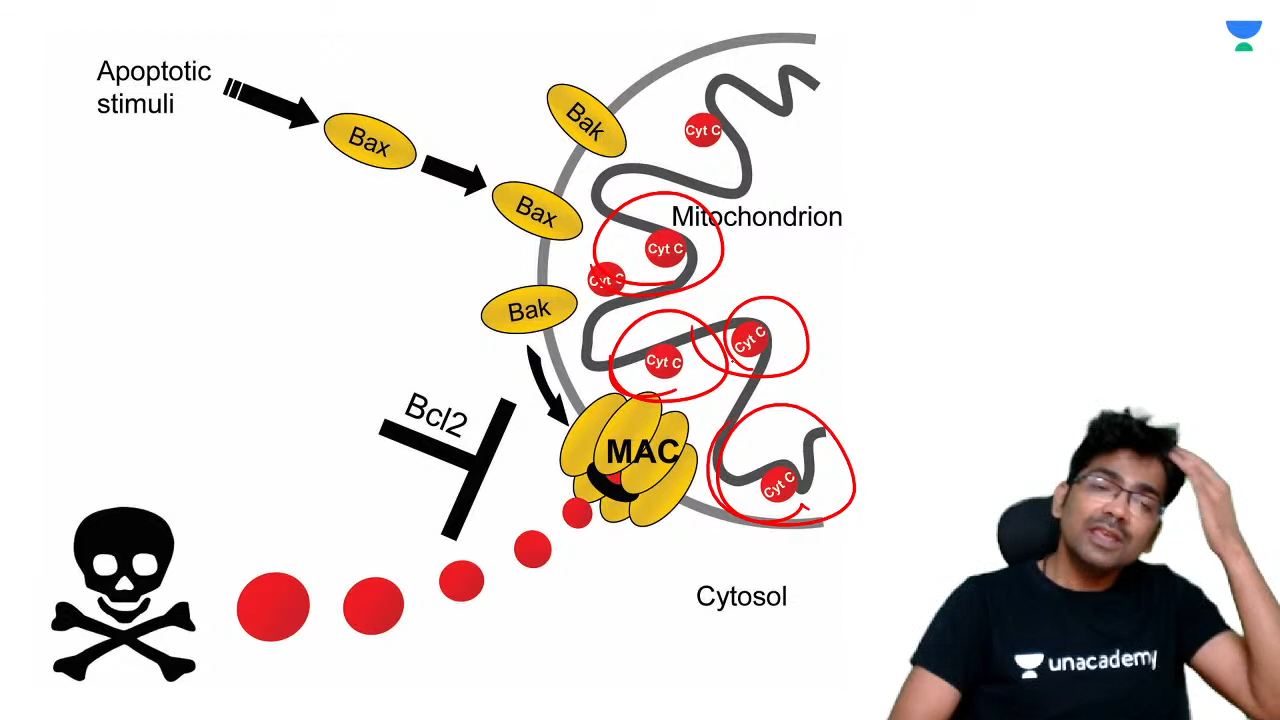 Apoptotic
stimuli
Bax
Bak
Cyt C
Bax
Mitochondrion
Cyt C
Cyt C
Bak
Cyt C
Cyt C
Bcl2
MAC
Cyt C
Cytosol
unacademy